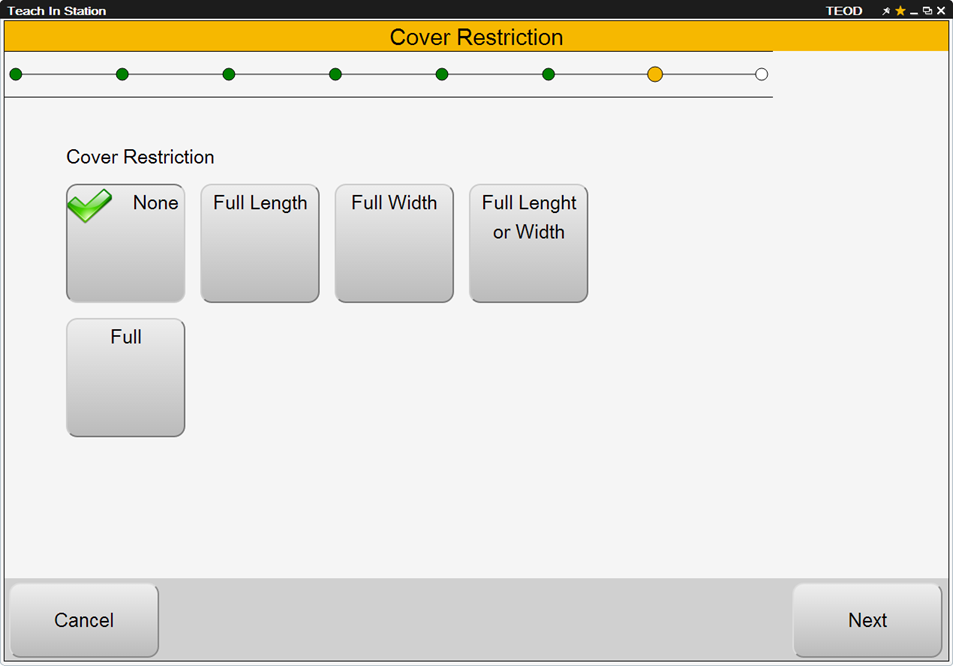 Teach In Station TEOD
Cover Restriction
Cover Restriction
None
Full Length
Full Width
Full Lenght
or Width
Full
Cancel
Next